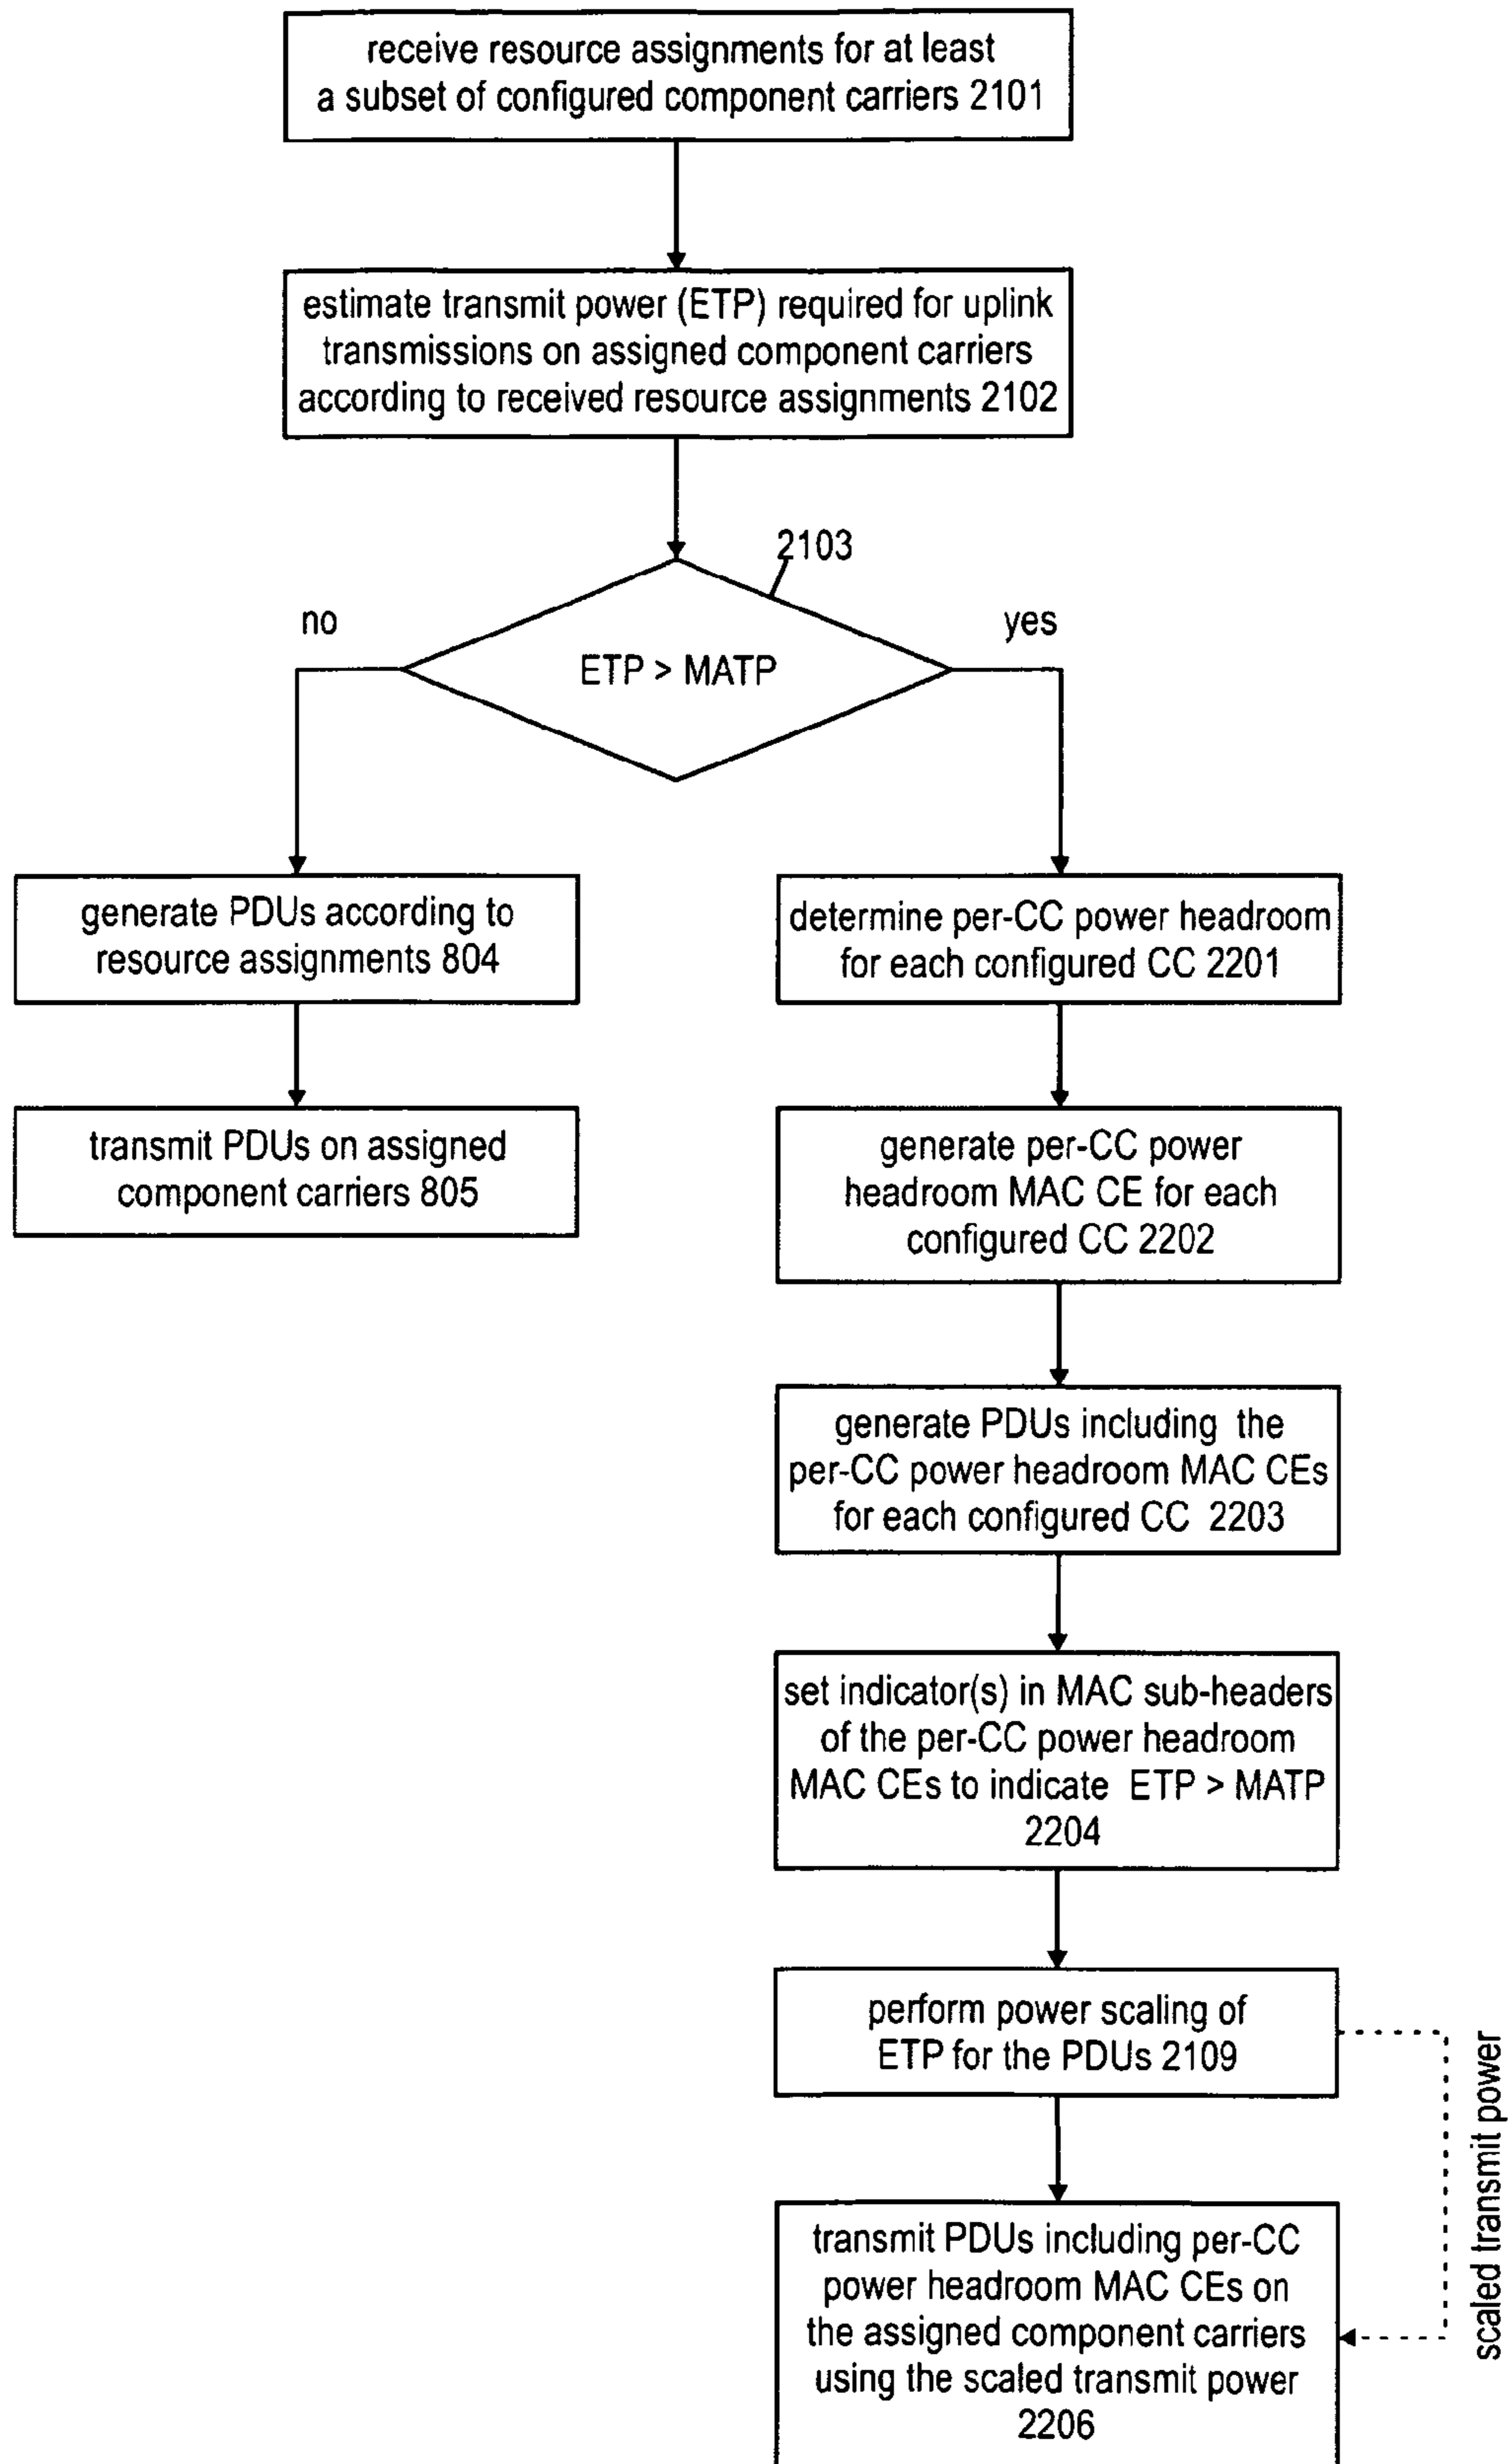 receive resource assignments for at least
a subset of configured component carriers 2101
estimate transmit power (ETP) required for uplink
transmissions on assigned component carriers
according to received resource assignments 2102
2103
no
yes
ETP > MATP
generate PDUs according to
resource assignments 804
transmit PDUs on assigned
component carriers 805
determine per-CC power headroom
for each configured CC 2201
generate per-CC power
headroom MAC CE for each
configured CC 2202
generate PDUs including the
per-CC power headroom MAC CEs
for each configured CC 2203
set indicator(s) in MAC sub-headers
of the per-CC power headroom
MAC CEs to indicate ETP > MATP
2204
perform power scaling of
ETP for the PDUs 2109
scaled transmit power
transmit PDUs including per-CC
power headroom MAC CEs on
the assigned component carriers
using the scaled transmit power
2206